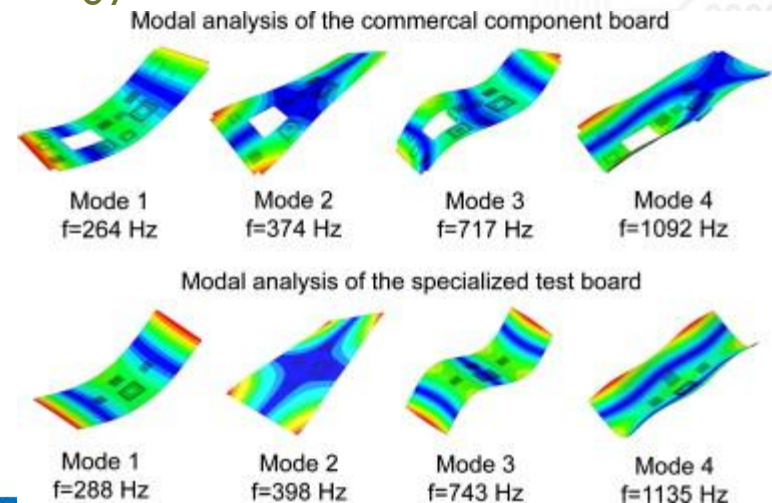 Modal analysis of the commercal component board
Mode 1 Mode 2 Mode 3 Mode 4
f=264 Hz f=374 Hz f=717 Hz f=1092 Hz
Modal analysis of the specialized test board
Mode 1 Mode 2 Mode 3 Mode 4
f=288 Hz f=398 Hz f=743 Hz f=1135 Hz